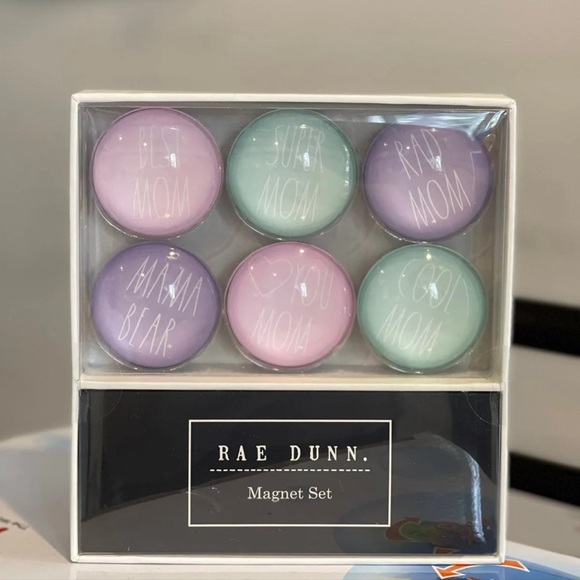 BEST
MOM
SUPER
MOM
RAD
MOM
MAMA
BEAR
♡ YOU
MOM
COOL
MOM
RAE DUNN.
Magnet Set